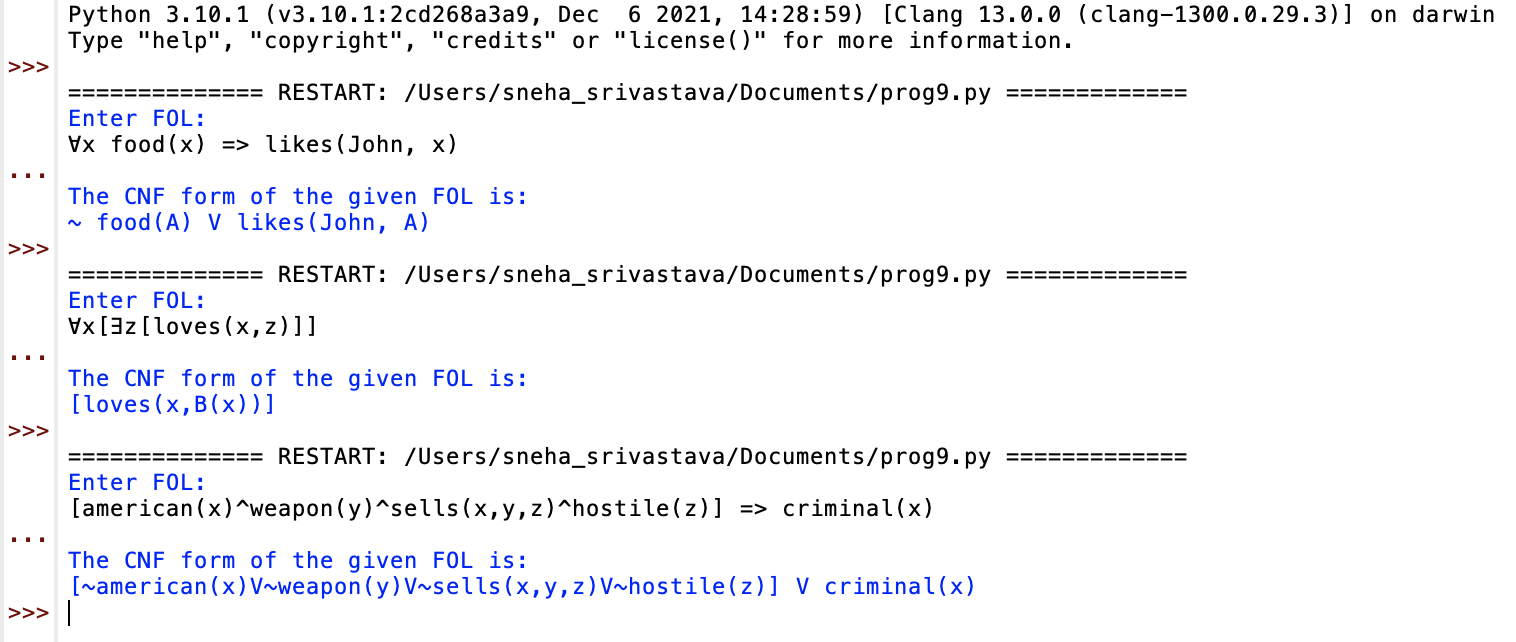 Python 3.10.1 (v3.10.1:2cd268a3a9, Dec  6 2021, 14:28:59) [Clang 13.0.0 (clang-1300.0.29.3)] on darwin
Type "help", "copyright", "credits" or "license()" for more information.
>>>
============== RESTART: /Users/sneha_srivastava/Documents/prog9.py =============
Enter FOL:
∀x food(x) => likes(John, x)
...
The CNF form of the given FOL is:
~ food(A) V likes(John, A)
>>>
============== RESTART: /Users/sneha_srivastava/Documents/prog9.py =============
Enter FOL:
∀x[∃z[loves(x,z)]]
...
The CNF form of the given FOL is:
[loves(x,B(x))]
>>>
============== RESTART: /Users/sneha_srivastava/Documents/prog9.py =============
Enter FOL:
[american(x)^weapon(y)^sells(x,y,z)^hostile(z)] => criminal(x)
...
The CNF form of the given FOL is:
[~american(x)V~weapon(y)V~sells(x,y,z)V~hostile(z)] V criminal(x)
>>>